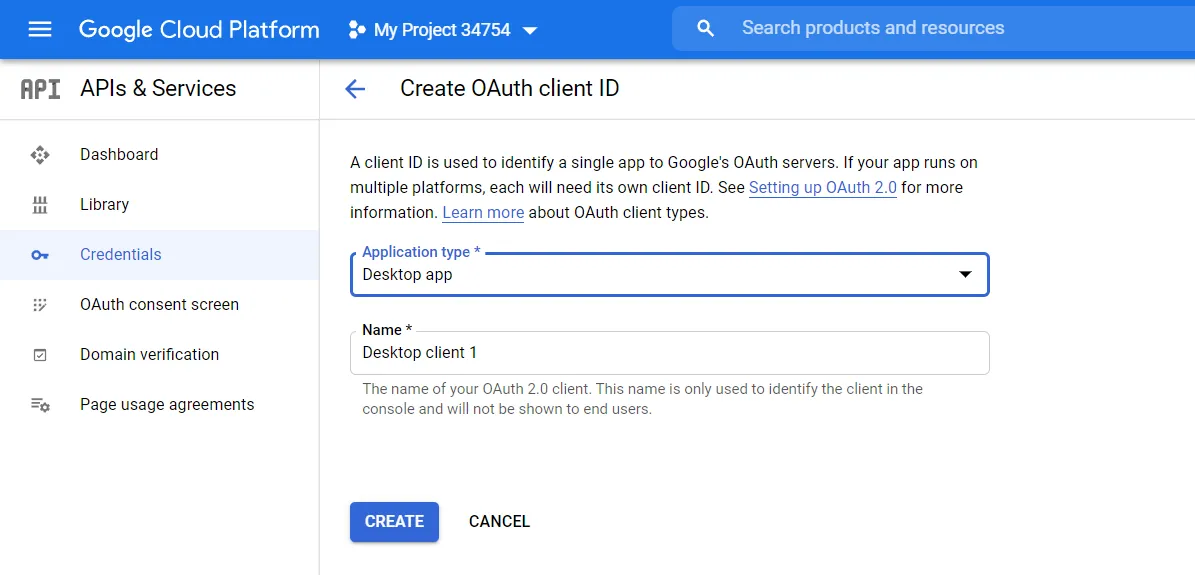 Google Cloud Platform
My Project 34754
Search products and resources
API
APIs & Services
Create OAuth client ID
Dashboard
Library
Credentials
OAuth consent screen
Domain verification
Page usage agreements
A client ID is used to identify a single app to Google's OAuth servers. If your app runs on
multiple platforms, each will need its own client ID. See Setting up OAuth 2.0 for more
information. Learn more about OAuth client types.
Application type *
Desktop app
Name *
Desktop client 1
The name of your OAuth 2.0 client. This name is only used to identify the client in the
console and will not be shown to end users.
CREATE
CANCEL